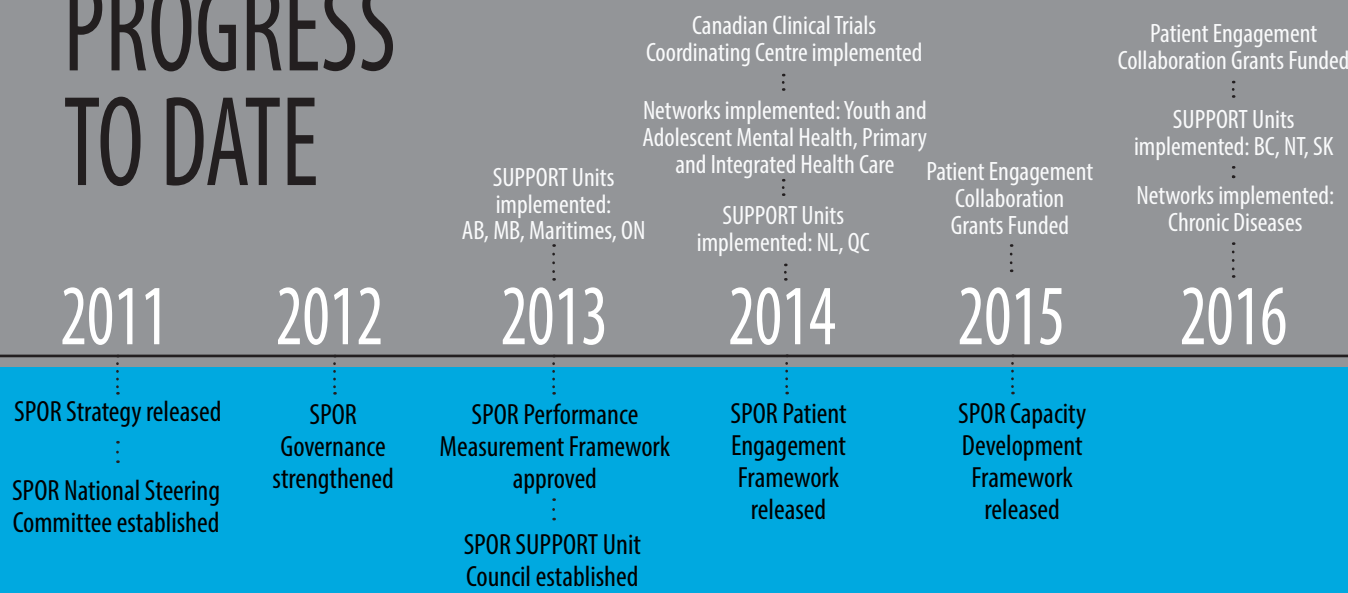 PROGRESS
TO DATE
SUPPORT Units
implemented:
AB, MB, Maritimes, ON
Canadian Clinical Trials
Coordinating Centre implemented
Networks implemented: Youth and
Adolescent Mental Health, Primary
and Integrated Health Care
SUPPORT Units
implemented: NL, QC
Patient Engagement
Collaboration
Grants Funded
Patient Engagement
Collaboration Grants Funded
SUPPORT Units
implemented: BC, NT, SK
Networks implemented:
Chronic Diseases
2011
2012
2013
2014
2015
2016
SPOR Strategy released
SPOR National Steering
Committee established
SPOR
Governance
strengthened
SPOR Performance
Measurement Framework
approved
SPOR SUPPORT Unit
Council established
SPOR Patient
Engagement
Framework
released
SPOR Capacity
Development
Framework
released